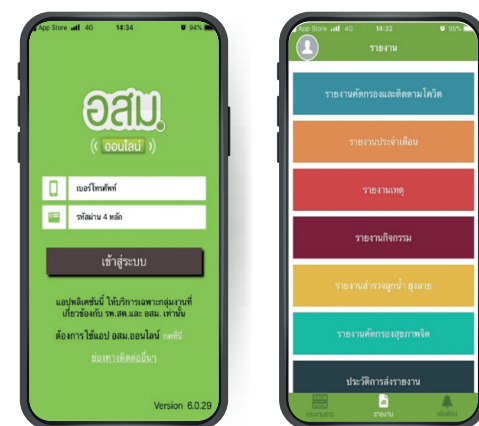 App Store 4G 14:34 94%
อสม.
ออนไลน์
เบอร์โทรศัพท์
รหัสผ่าน 4 หลัก
เข้าสู่ระบบ
แอปพลิเคชันนี้ ให้บริการเฉพาะกลุ่มงานที่
เกี่ยวข้องกับ รพ.สต.และ อสม. เท่านั้น
ต้องการใช้แอป อสม.ออนไลน์ กดที่นี่
ช่องทางติดต่ออื่นๆ
Version 6.0.29
App Store 4G 14:32 95%
รายงาน
รายงานคัดกรองและติดตามโควิด
รายงานประจำเดือน
รายงานเหตุ
รายงานกิจกรรม
รายงานสำรวจลูกน้ำ ยุงลาย
รายงานคัดกรองสุขภาพจิต
ประวัติการส่งรายงาน
รายงาน